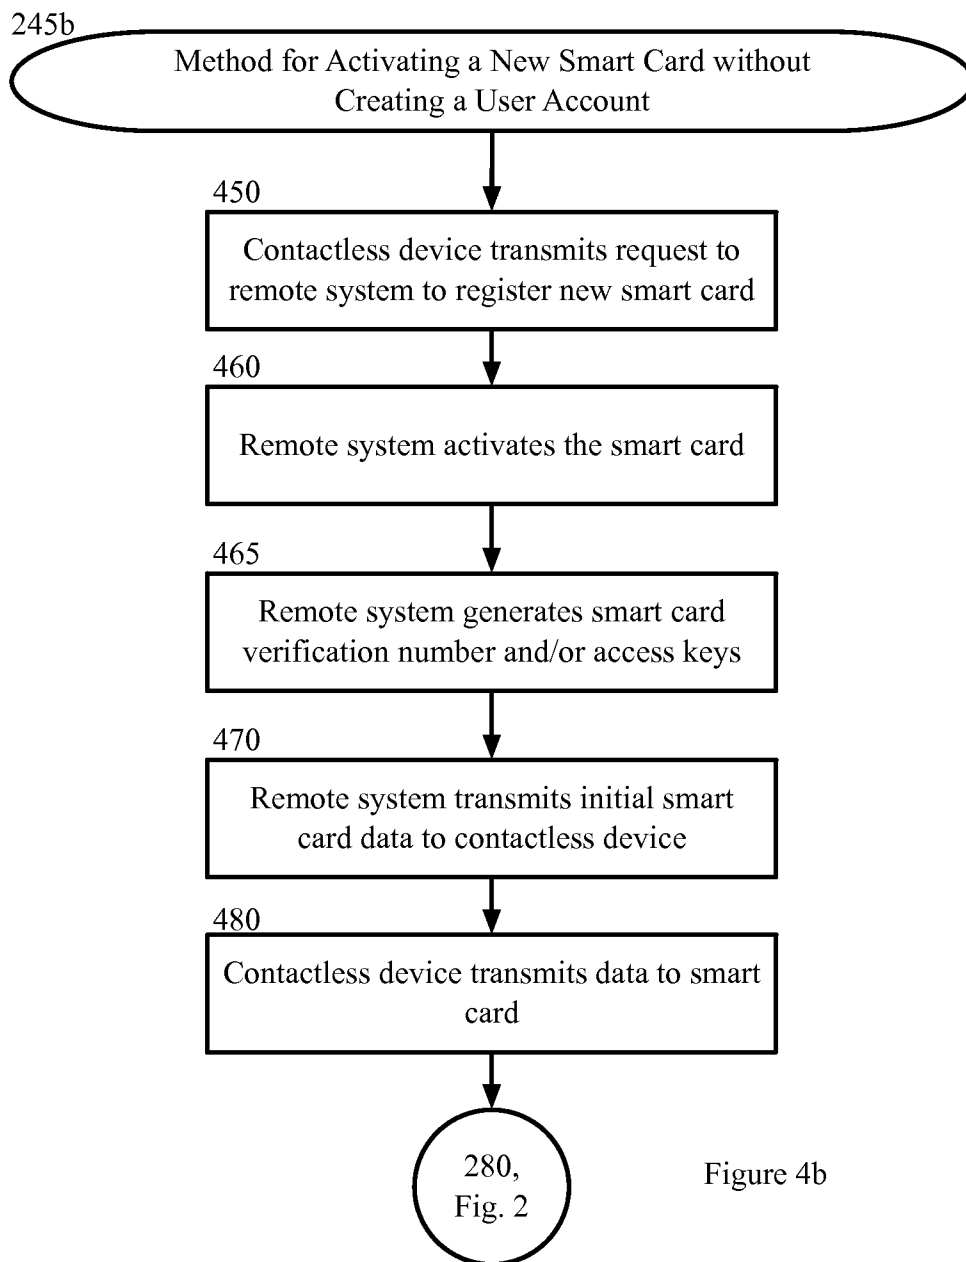 245b
Method for Activating a New Smart Card without
Creating a User Account
450
Contactless device transmits request to
remote system to register new smart card
460
Remote system activates the smart card
465
Remote system generates smart card
verification number and/or access keys
470
Remote system transmits initial smart
card data to contactless device
480
Contactless device transmits data to smart
card
280,
Fig. 2
Figure 4b